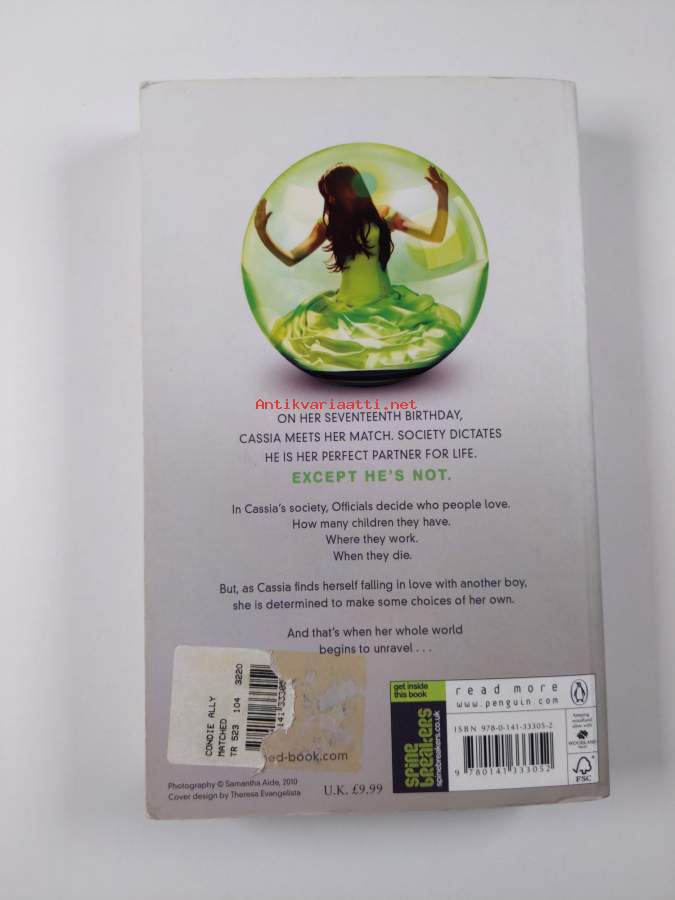 Antikvariaatti.net
ON HER SEVENTEENTH BIRTHDAY,
CASSIA MEETS HER MATCH. SOCIETY DICTATES
HE IS HER PERFECT PARTNER FOR LIFE.
EXCEPT HE'S NOT.
In Cassia's society, Officials decide who people love.
How many children they have.
Where they work.
When they die.
But, as Cassia finds herself falling in love with another boy,
she is determined to make some choices of her own.
And that's when her whole world
begins to unravel . . .
CONDIE ALLY
MATCHED
TR 523 104 3220
ed-book.com
Photography © Samantha Aide, 2010
Cover design by Theresa Evangelista
U.K. £9.99
get inside
this book
spine
breakers
spinebreakers.co.uk
read more
www.penguin.com
ISBN 978-0-141-33305-2
9 780141 333052
FSC